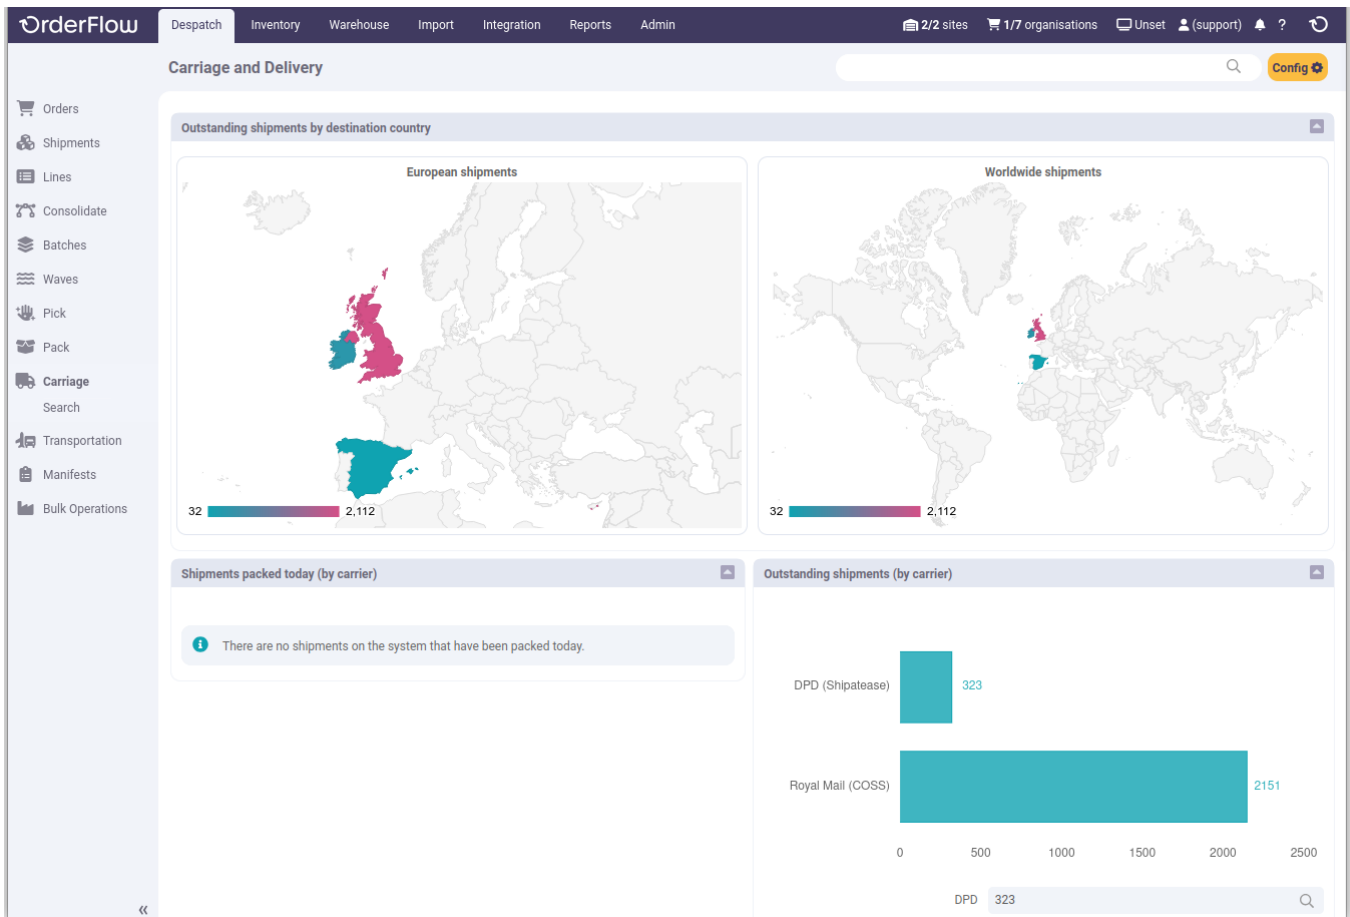 OrderFlow
Despatch Inventory Warehouse Import Integration Reports Admin 2/2 sites 1/7 organisations Unset (support) ?
Carriage and Delivery
Config
Orders
Shipments
Lines
Consolidate
Batches
Waves
Pick
Pack
Carriage
Search
Transportation
Manifests
Bulk Operations
«
Outstanding shipments by destination country
European shipments
32 2,112
Worldwide shipments
32 2,112
Shipments packed today (by carrier)
There are no shipments on the system that have been packed today.
Outstanding shipments (by carrier)
DPD (Shipatease) 323
Royal Mail (COSS) 2151
0 500 1000 1500 2000 2500
DPD 323